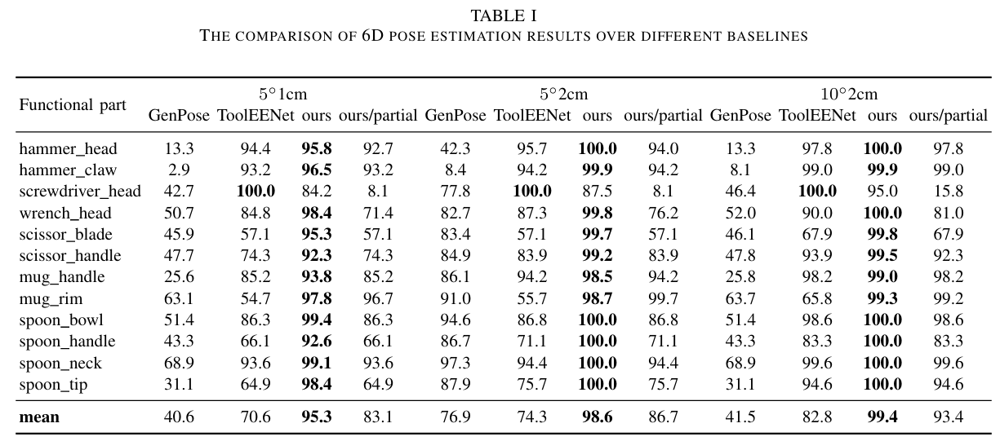 TABLE I
THE COMPARISON OF 6D POSE ESTIMATION RESULTS OVER DIFFERENT BASELINES
Functional part 5°1cm 5°2cm 10°2cm
GenPose ToolEENet ours ours/partial GenPose ToolEENet ours ours/partial GenPose ToolEENet ours ours/partial
hammer_head 13.3 94.4 95.8 92.7 42.3 95.7 100.0 94.0 13.3 97.8 100.0 97.8
hammer_claw 2.9 93.2 96.5 93.2 8.4 94.2 99.9 94.2 8.1 99.0 99.9 99.0
screwdriver_head 42.7 100.0 84.2 8.1 77.8 100.0 87.5 8.1 46.4 100.0 95.0 15.8
wrench_head 50.7 84.8 98.4 71.4 82.7 87.3 99.8 76.2 52.0 90.0 100.0 81.0
scissor_blade 45.9 57.1 95.3 57.1 83.4 57.1 99.7 57.1 46.1 67.9 99.8 67.9
scissor_handle 47.7 74.3 92.3 74.3 84.9 83.9 99.2 83.9 47.8 93.9 99.5 92.3
mug_handle 25.6 85.2 93.8 85.2 86.1 94.2 98.5 94.2 25.8 98.2 99.0 98.2
mug_rim 63.1 54.7 97.8 96.7 91.0 55.7 98.7 99.7 63.7 65.8 99.3 99.2
spoon_bowl 51.4 86.3 99.4 86.3 94.6 86.8 100.0 86.8 51.4 98.6 100.0 98.6
spoon_handle 43.3 66.1 92.6 66.1 86.7 71.1 100.0 71.1 43.3 83.3 100.0 83.3
spoon_neck 68.9 93.6 99.1 93.6 97.3 94.4 100.0 94.4 68.9 99.6 100.0 99.6
spoon_tip 31.1 64.9 98.4 64.9 87.9 75.7 100.0 75.7 31.1 94.6 100.0 94.6
mean 40.6 70.6 95.3 83.1 76.9 74.3 98.6 86.7 41.5 82.8 99.4 93.4